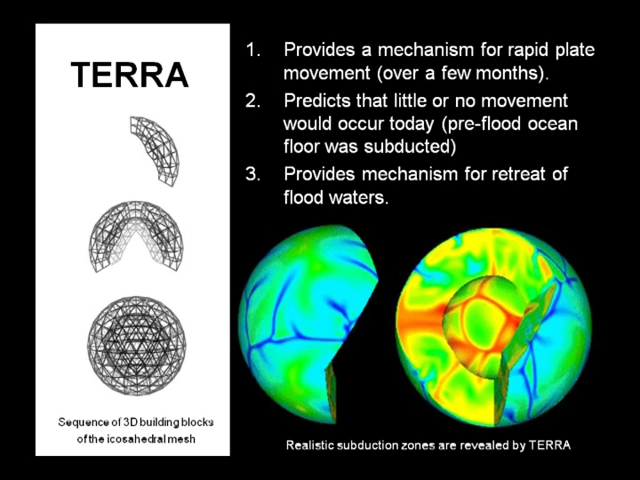 TERRA
Sequence of 3D building blocks
of the icosahedral mesh
1. Provides a mechanism for rapid plate
movement (over a few months).
2. Predicts that little or no movement
would occur today (pre-flood ocean
floor was subducted)
3. Provides mechanism for retreat of
flood waters.
Realistic subduction zones are revealed by TERRA